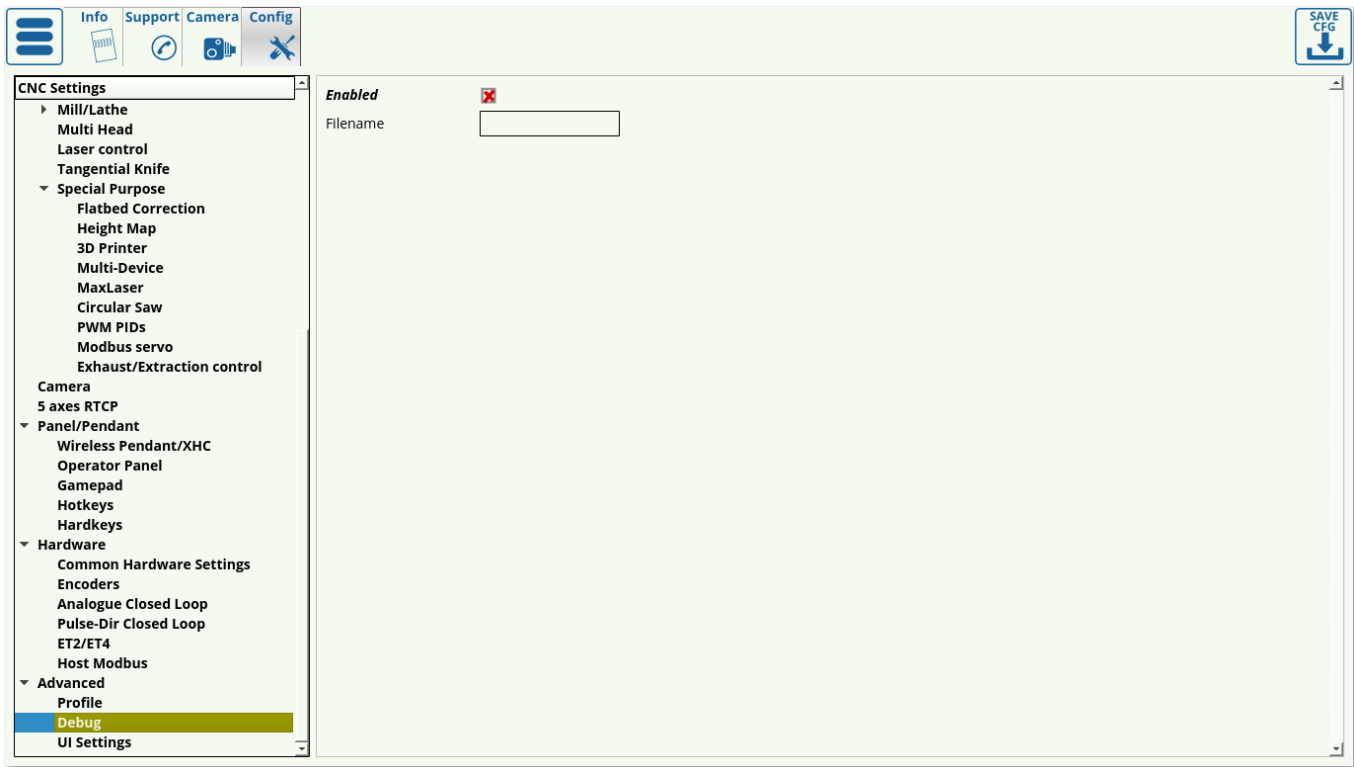 Info
Support
Camera
Config
SAVE
CFG
CNC Settings
Mill/Lathe
Multi Head
Laser control
Tangential Knife
Special Purpose
Flatbed Correction
Height Map
3D Printer
Multi-Device
MaxLaser
Circular Saw
PWM PIDs
Modbus servo
Exhaust/Extraction control
Camera
5 axes RTCP
Panel/Pendant
Wireless Pendant/XHC
Operator Panel
Gamepad
Hotkeys
Hardkeys
Hardware
Common Hardware Settings
Encoders
Analogue Closed Loop
Pulse-Dir Closed Loop
ET2/ET4
Host Modbus
Advanced
Profile
Debug
UI Settings
Enabled
Filename